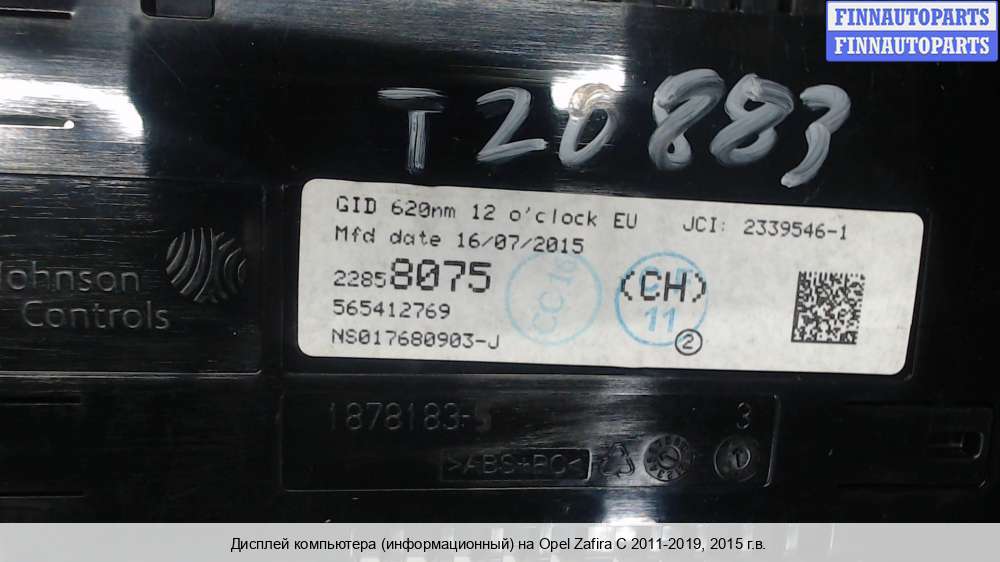 FINNAUTOPARTS
FINNAUTOPARTS
T20883
GID 620nm 12 o'clock EU JCI: 2339546-1
Mfd date 16/07/2015
22858075
(CH)
565412769
11
NS017680903-J
2
Johnson
Controls
1878183-
3
>ABS+PC<
Дисплей компьютера (информационный) на Opel Zafira C 2011-2019, 2015 г.в.